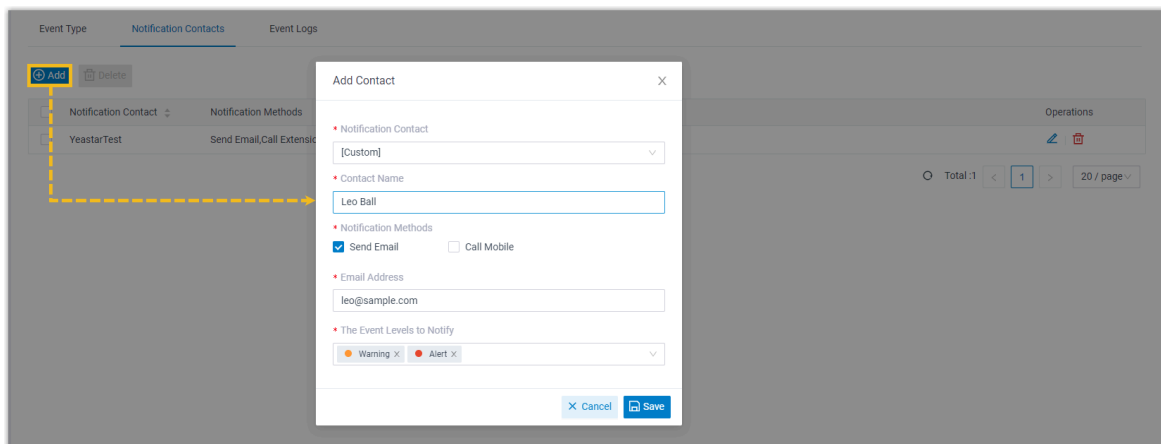 Event Type Notification Contacts Event Logs
Add Delete
Add Contact
Notification Contact Notification Methods Operations
YeastarTest Send Email,Call Extensio
* Notification Contact
[Custom]
Total :1 < 1 > 20 / page
* Contact Name
Leo Ball
* Notification Methods
Send Email Call Mobile
* Email Address
leo@sample.com
* The Event Levels to Notify
Warning × Alert ×
Cancel Save